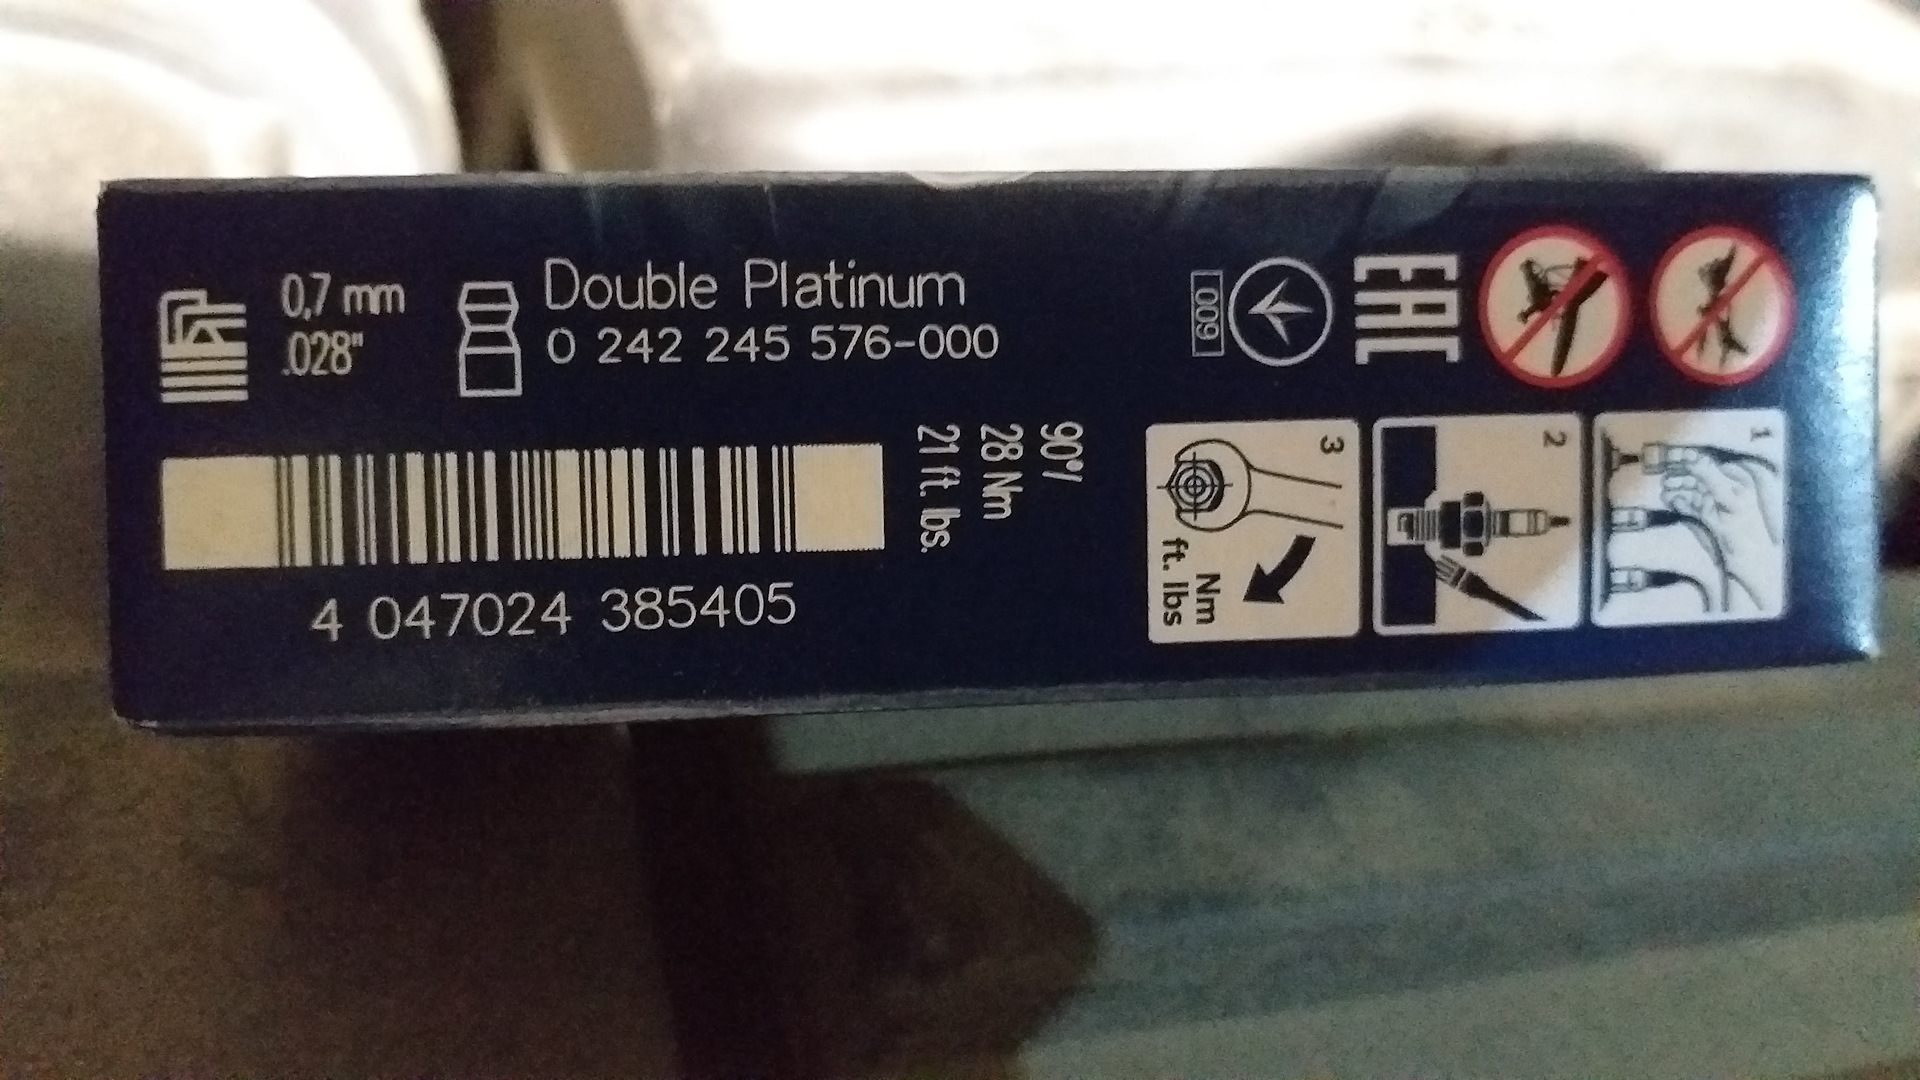 0,7 mm
.028"
Double Platinum
0 242 245 576-000
4 047024 385405
90°/
28 Nm
21 ft. lbs.
009
EAC
1
2
3
Nm
ft. lbs